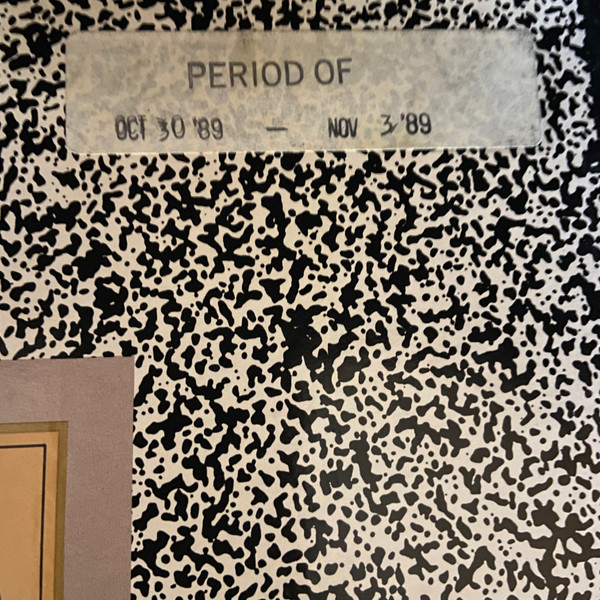 PERIOD OF
OCT 30 '89 — NOV 3 '89